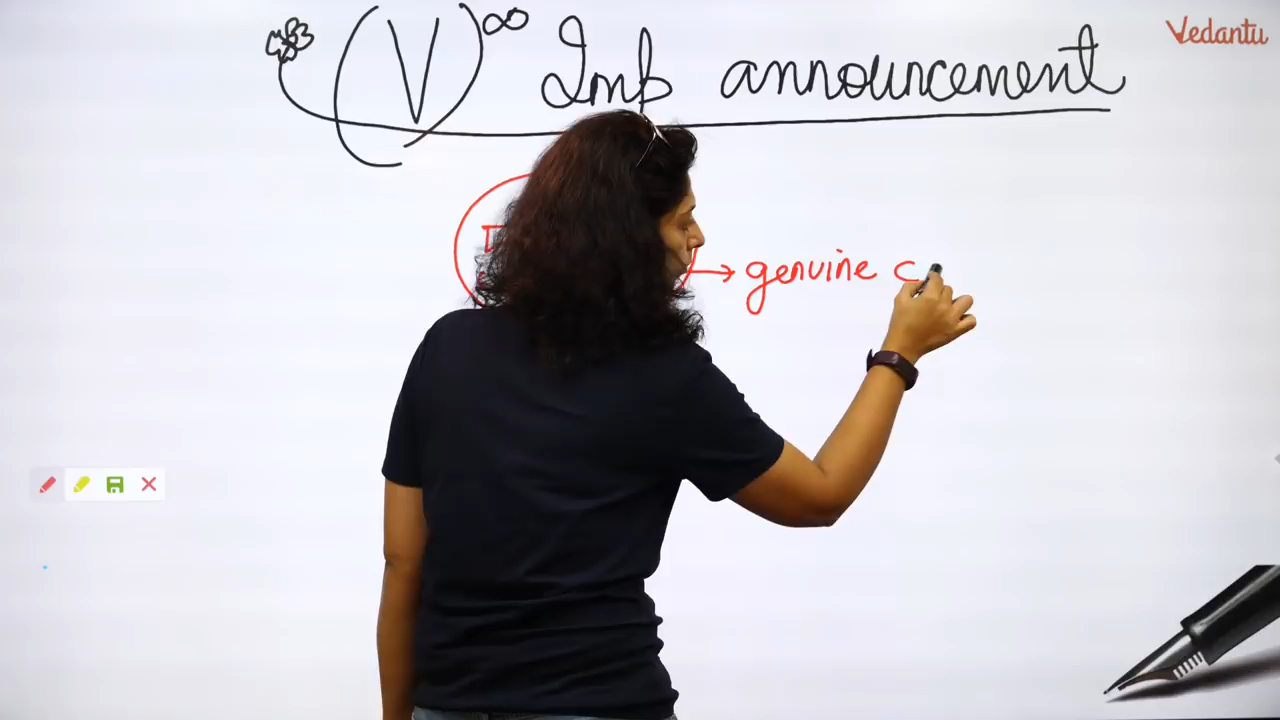 Vedantu
(V)∞ Imp announcement
→ genuine c